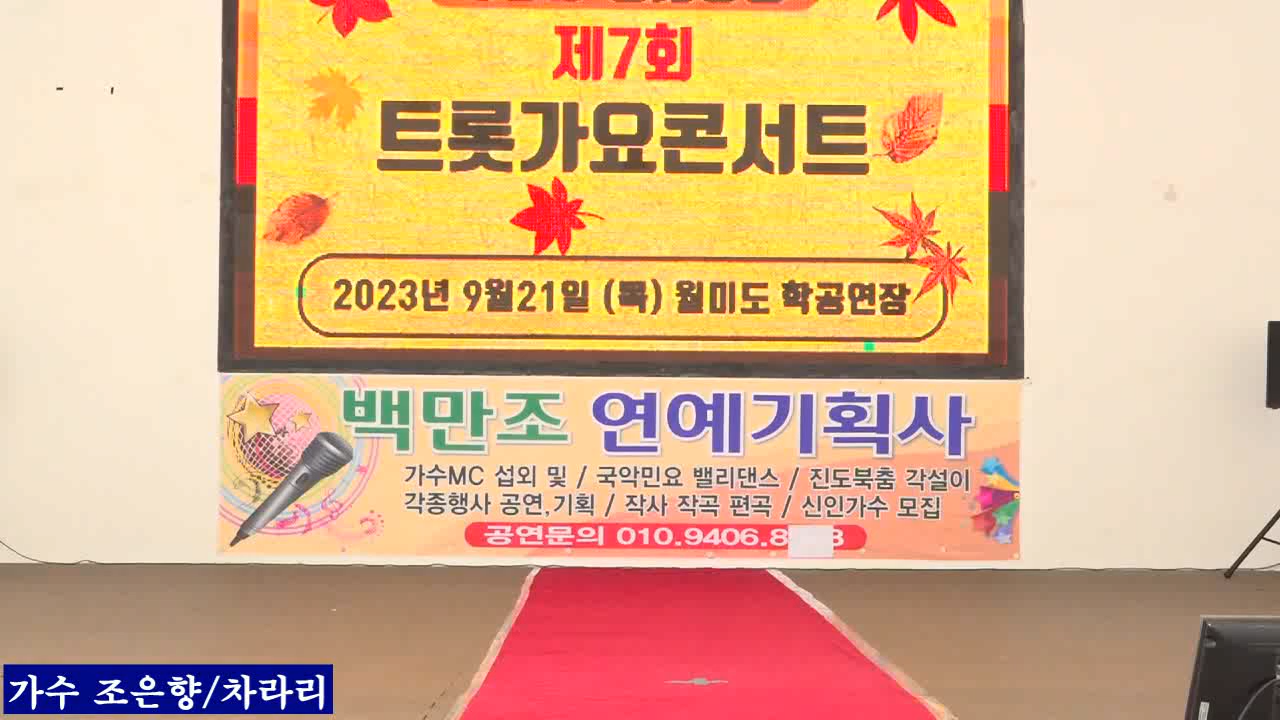 제7회
트롯가요콘서트
2023년 9월21일 (목) 월미도 학공연장
백만조 연예기획사
가수MC 섭외 및 / 국악민요 밸리댄스 / 진도북춤 각설이
각종행사 공연,기획 / 작사 작곡 편곡 / 신인가수 모집
공연문의 010.9406.8
가수 조은향/차라리